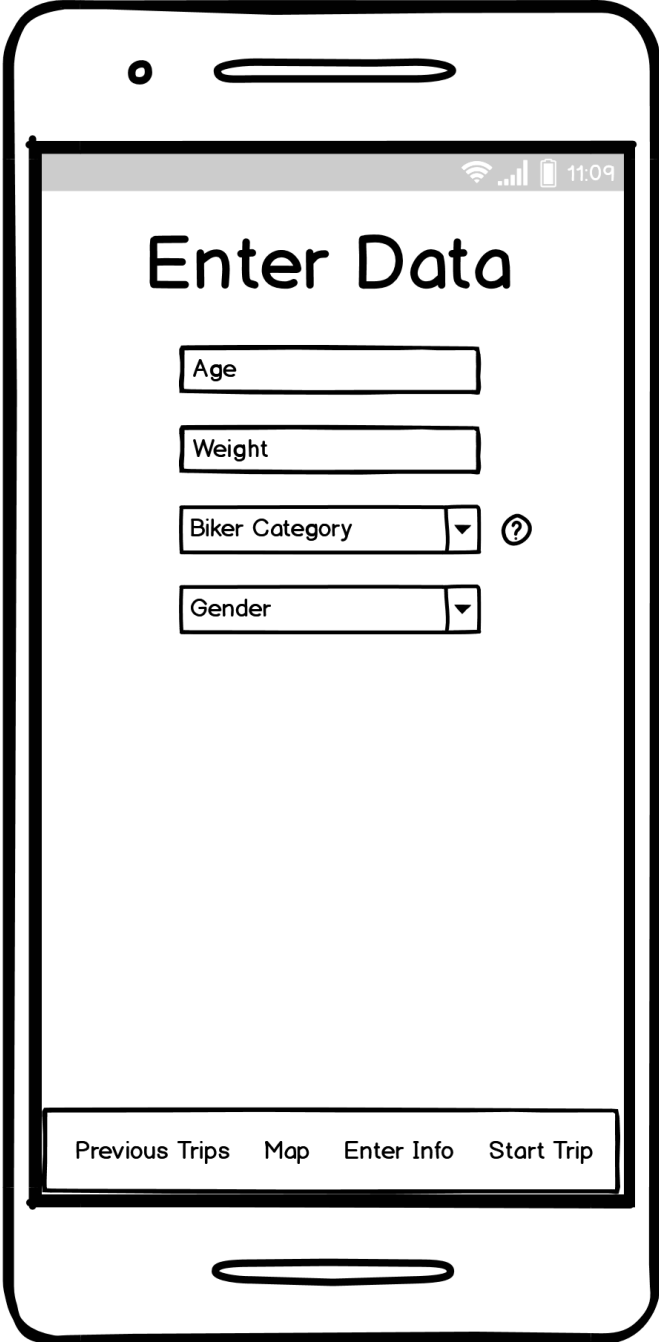 11:09
Enter Data
Age
Weight
Biker Category
?
Gender
Previous Trips Map Enter Info Start Trip